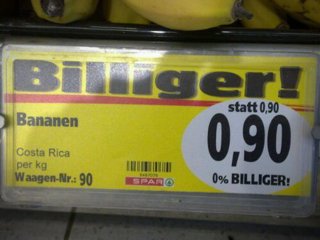 Billiger!
Bananen
statt 0,90
0,90
0% BILLIGER!
Costa Rica
per kg
Waagen-Nr.: 90
SPAR